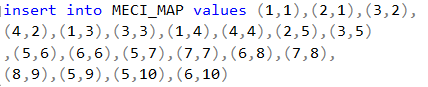 insert into MECI_MAP values (1,1),(2,1),(3,2),
(4,2),(1,3),(3,3),(1,4),(4,4),(2,5),(3,5)
,(5,6),(6,6),(5,7),(7,7),(6,8),(7,8),
(8,9),(5,9),(5,10),(6,10)